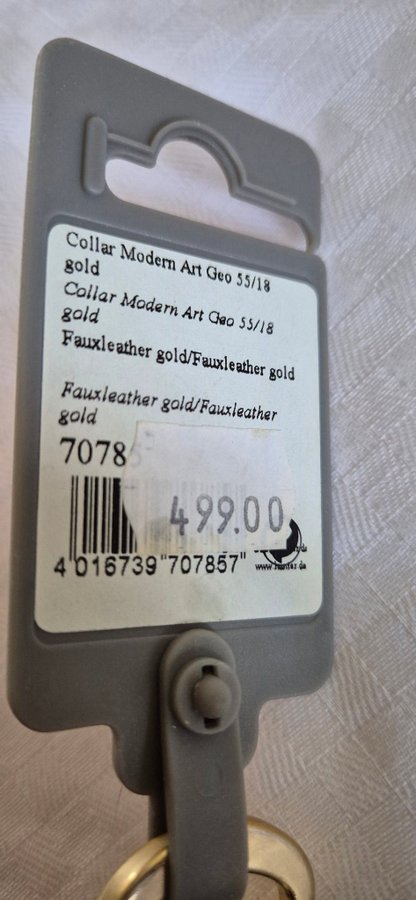 Collar Modern Art Geo 55/18
gold
Collar Modern Art Geo 55/18
gold
Fauxleather gold/Fauxleather gold
Fauxleather gold/Fauxleather
gold
7078
499.00
4 016739 707857